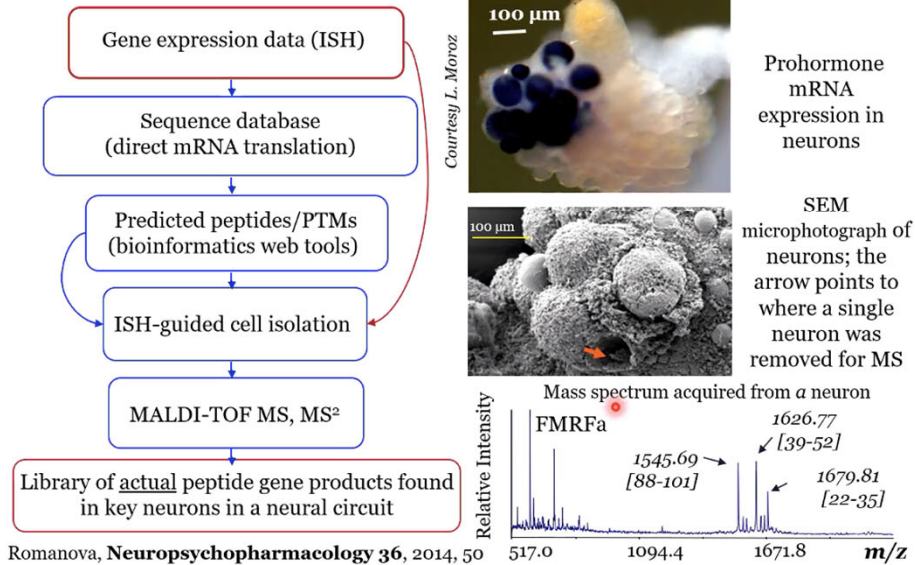 Gene expression data (ISH)
Sequence database
(direct mRNA translation)
Predicted peptides/PTMs
(bioinformatics web tools)
ISH-guided cell isolation
MALDI-TOF MS, MS²
Library of actual peptide gene products found
in key neurons in a neural circuit
Romanova, Neuropsychopharmacology 36, 2014, 50
Courtesy L. Moroz
100 µm
Prohormone
mRNA
expression in
neurons
100 µm
SEM
microphotograph of
neurons; the
arrow points to
where a single
neuron was
removed for MS
Mass spectrum acquired from a neuron
Relative Intensity
FMRFa
1545.69
[88-101]
1626.77
[39-52]
1679.81
[22-35]
517.0 1094.4 1671.8 m/z